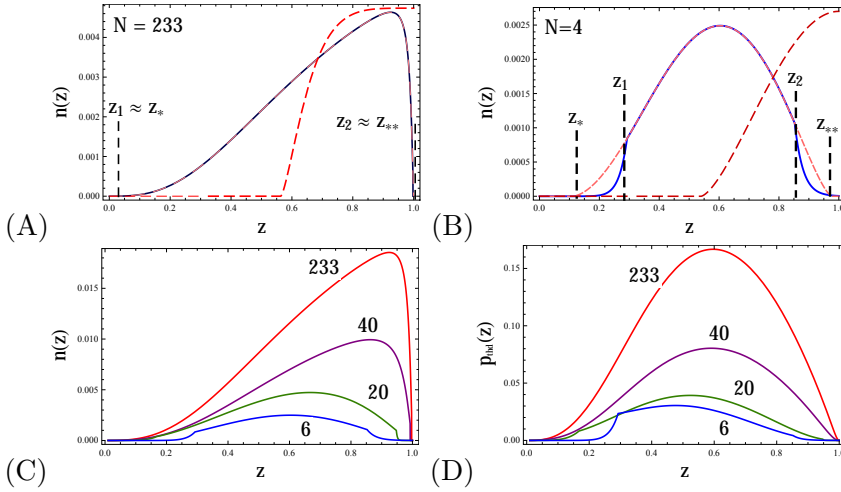 N = 233
n(z)
0.004
0.002
0.000
z₁ ≈ z*
z₂ ≈ z**
0.0 0.2 0.4 0.6 0.8 1.0
z
(A)
N=4
n(z)
0.0025
0.0020
0.0015
0.0010
0.0005
0.0000
z*
z₁
z₂
z**
0.0 0.2 0.4 0.6 0.8 1.0
z
(B)
n(z)
0.015
0.010
0.005
0.000
233
40
20
6
0.0 0.2 0.4 0.6 0.8 1.0
z
(C)
0.15
0.10
0.05
0.00
233
40
20
6
0.0 0.2 0.4 0.6 0.8 1.0
z
(D)